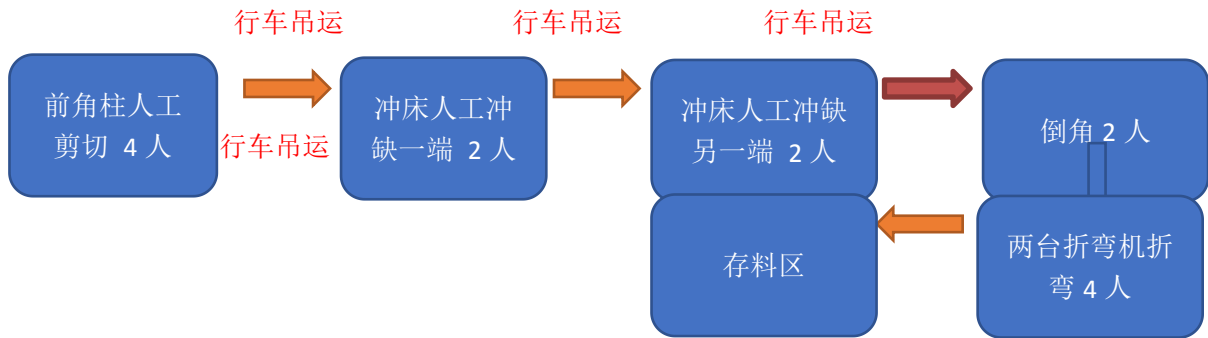 行车吊运
行车吊运
行车吊运
前角柱人工
剪切 4 人
行车吊运
冲床人工冲
缺一端 2 人
冲床人工冲缺
另一端 2 人
倒角 2 人
存料区
两台折弯机折
弯 4 人